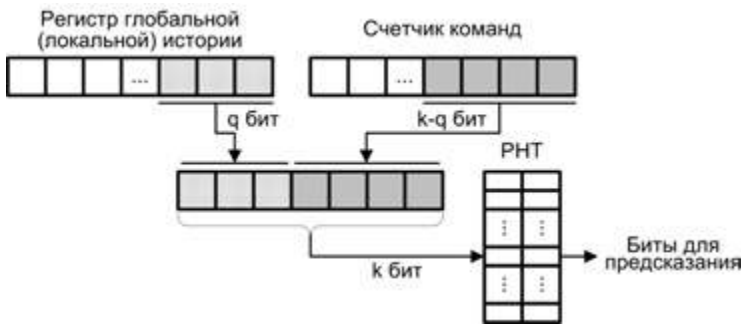 Регистр глобальной
(локальной) истории
Счетчик команд
...
...
q бит
k-q бит
PHT
k бит
Биты для
предсказания